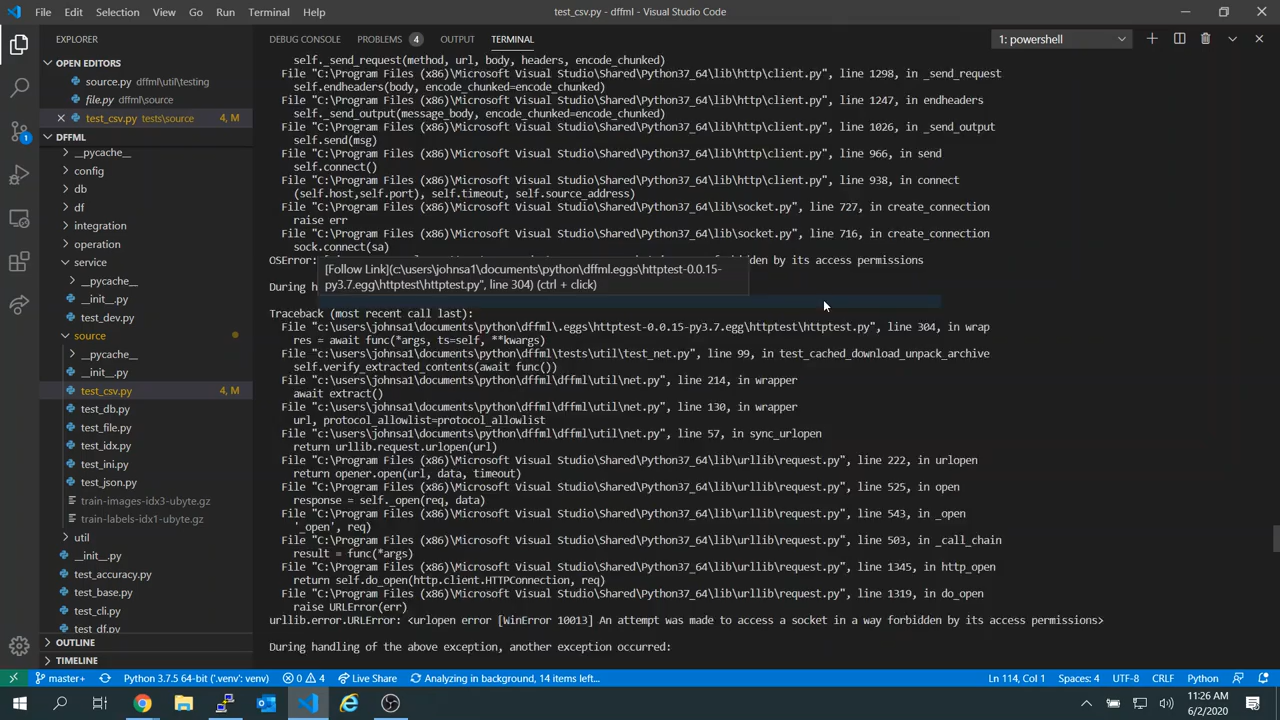 File Edit Selection View Go Run Terminal Help test_csv.py - dffml - Visual Studio Code
EXPLORER
OPEN EDITORS
source.py dffml\util\testing
file.py dffml\source
test_csv.py tests\source 4, M
DFFML
__pycache__
config
db
df
integration
operation
service
__pycache__
__init__.py
test_dev.py
source
__pycache__
__init__.py
test_csv.py 4, M
test_db.py
test_file.py
test_idx.py
test_ini.py
test_json.py
train-images-idx3-ubyte.gz
train-labels-idx1-ubyte.gz
util
__init__.py
test_accuracy.py
test_base.py
test_cli.py
test_df.py
OUTLINE
TIMELINE
DEBUG CONSOLE PROBLEMS 4 OUTPUT TERMINAL 1: powershell
self._send_request(method, url, body, headers, encode_chunked)
File "C:\Program Files (x86)\Microsoft Visual Studio\Shared\Python37_64\lib\http\client.py", line 1298, in _send_request
self.endheaders(body, encode_chunked=encode_chunked)
File "C:\Program Files (x86)\Microsoft Visual Studio\Shared\Python37_64\lib\http\client.py", line 1247, in endheaders
self._send_output(message_body, encode_chunked=encode_chunked)
File "C:\Program Files (x86)\Microsoft Visual Studio\Shared\Python37_64\lib\http\client.py", line 1026, in _send_output
self.send(msg)
File "C:\Program Files (x86)\Microsoft Visual Studio\Shared\Python37_64\lib\http\client.py", line 966, in send
self.connect()
File "C:\Program Files (x86)\Microsoft Visual Studio\Shared\Python37_64\lib\http\client.py", line 938, in connect
(self.host,self.port), self.timeout, self.source_address)
File "C:\Program Files (x86)\Microsoft Visual Studio\Shared\Python37_64\lib\socket.py", line 727, in create_connection
raise err
File "C:\Program Files (x86)\Microsoft Visual Studio\Shared\Python37_64\lib\socket.py", line 716, in create_connection
sock.connect(sa)
OSError: forbidden by its access permissions
[Follow Link](c\users\johnsa1\documents\python\dffml.eggs\httptest-0.0.15-
py3.7.egg\httptest\httptest.py", line 304) (ctrl + click)
During h
Traceback (most recent call last):
File "c:\users\johnsa1\documents\python\dffml\.eggs\httptest-0.0.15-py3.7.egg\httptest\httptest.py", line 304, in wrap
res = await func(*args, ts=self, **kwargs)
File "c:\users\johnsa1\documents\python\dffml\tests\util\test_net.py", line 99, in test_cached_download_unpack_archive
self.verify_extracted_contents(await func())
File "c:\users\johnsa1\documents\python\dffml\dffml\util\net.py", line 214, in wrapper
await extract()
File "c:\users\johnsa1\documents\python\dffml\dffml\util\net.py", line 130, in wrapper
url, protocol_allowlist=protocol_allowlist
File "c:\users\johnsa1\documents\python\dffml\dffml\util\net.py", line 57, in sync_urlopen
return urllib.request.urlopen(url)
File "C:\Program Files (x86)\Microsoft Visual Studio\Shared\Python37_64\lib\urllib\request.py", line 222, in urlopen
return opener.open(url, data, timeout)
File "C:\Program Files (x86)\Microsoft Visual Studio\Shared\Python37_64\lib\urllib\request.py", line 525, in open
response = self._open(req, data)
File "C:\Program Files (x86)\Microsoft Visual Studio\Shared\Python37_64\lib\urllib\request.py", line 543, in _open
'_open', req)
File "C:\Program Files (x86)\Microsoft Visual Studio\Shared\Python37_64\lib\urllib\request.py", line 503, in _call_chain
result = func(*args)
File "C:\Program Files (x86)\Microsoft Visual Studio\Shared\Python37_64\lib\urllib\request.py", line 1345, in http_open
return self.do_open(http.client.HTTPConnection, req)
File "C:\Program Files (x86)\Microsoft Visual Studio\Shared\Python37_64\lib\urllib\request.py", line 1319, in do_open
raise URLError(err)
urllib.error.URLError: <urlopen error [WinError 10013] An attempt was made to access a socket in a way forbidden by its access permissions>
During handling of the above exception, another exception occurred:
master+ Python 3.7.5 64-bit ('.venv': venv) 0 4 Live Share Analyzing in background, 14 items left... Ln 114, Col 1 Spaces: 4 UTF-8 CRLF Python
11:26 AM
6/2/2020